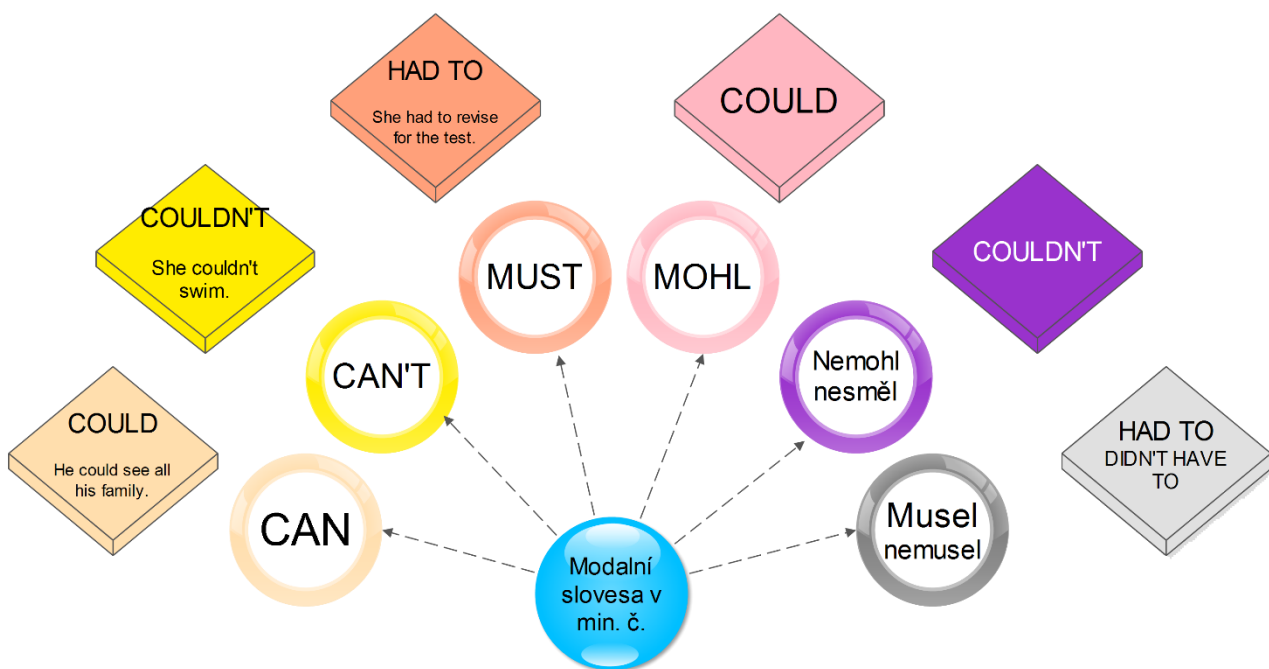 HAD TO
She had to revise
for the test.
COULD
COULDN'T
She couldn't
swim.
COULDN'T
MUST
MOHL
CAN'T
Nemohl
nesměl
COULD
He could see all
his family.
HAD TO
DIDN'T HAVE
TO
CAN
Musel
nemusel
Modalní
slovesa v
min. č.